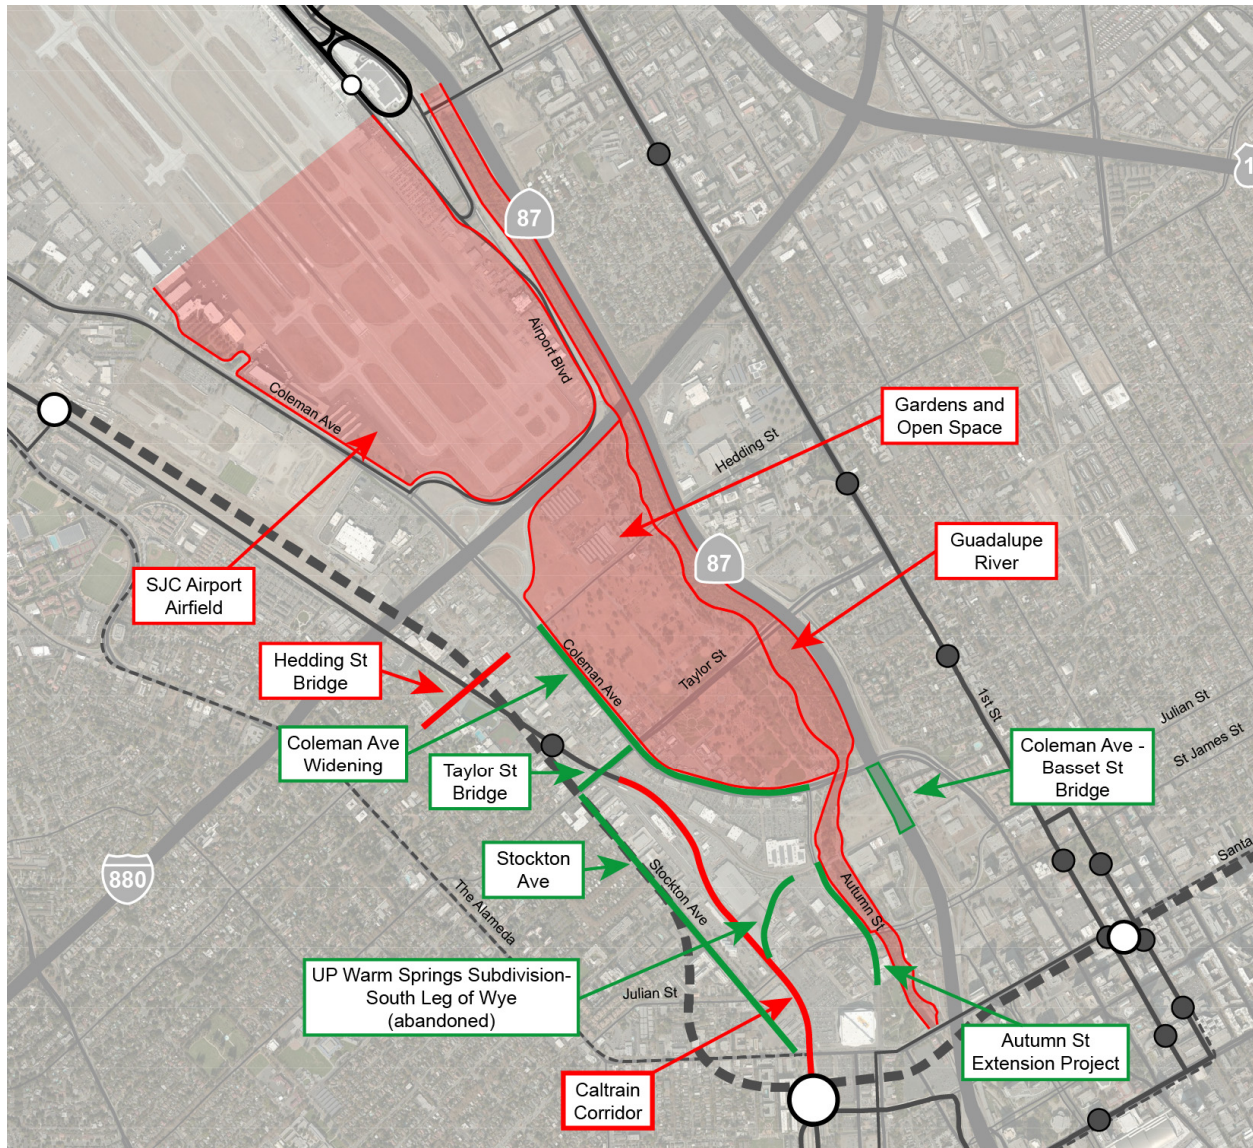 87
1
Airport Blvd
Coleman Ave
Gardens and
Open Space
Hedding St
Guadalupe
River
87
SJC Airport
Airfield
Hedding St
Bridge
Coleman Ave
Taylor St
1st St
Julian St
St James St
Coleman Ave
Widening
Taylor St
Bridge
Coleman Ave -
Basset St
Bridge
Stockton
Ave
Stockton Ave
Santa
880
The Alameda
Autumn St
UP Warm Springs Subdivision-
South Leg of Wye
(abandoned)
Julian St
Autumn St
Extension Project
Caltrain
Corridor